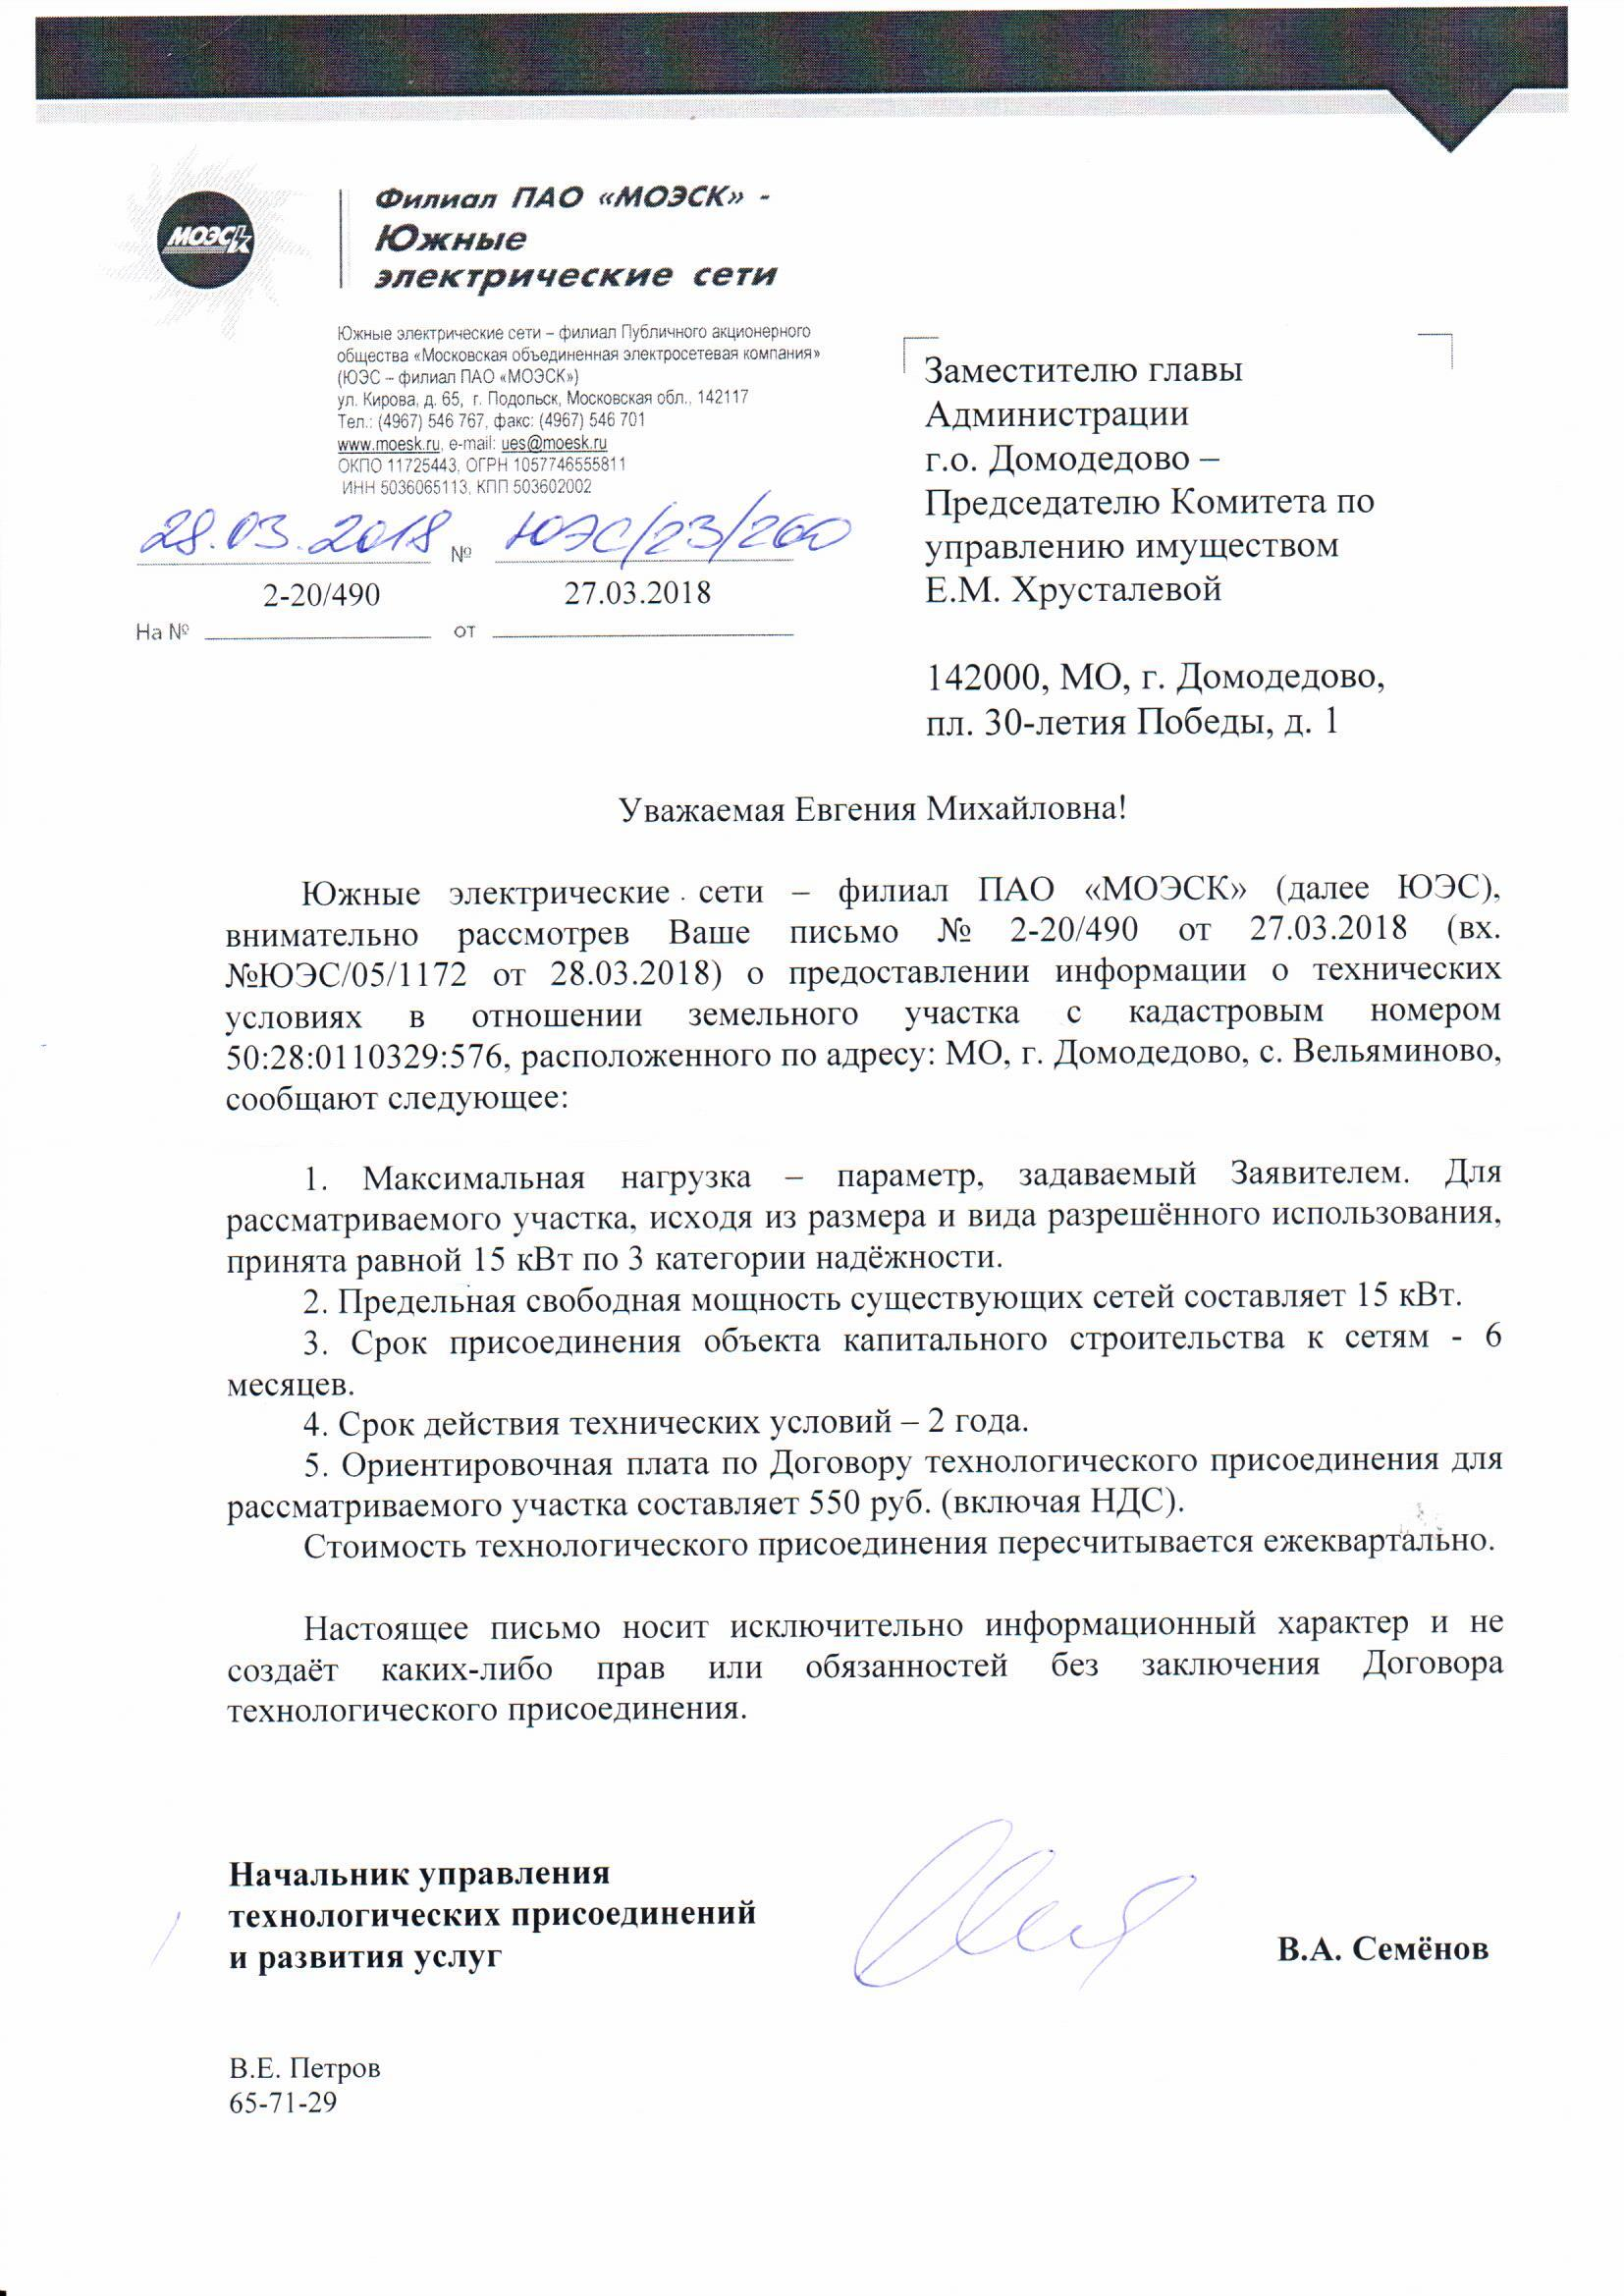 МОЭСК
Филиал ПАО «МОЭСК» -
Южные
электрические сети
Южные электрические сети – филиал Публичного акционерного
общества «Московская объединенная электросетевая компания»
(ЮЭС – филиал ПАО «МОЭСК»)
ул. Кирова, д. 65, г. Подольск, Московская обл., 142117
Тел.: (4967) 546 767, факс: (4967) 546 701
www.moesk.ru, e-mail: ues@moesk.ru
ОКПО 11725443, ОГРН 1057746555811
ИНН 5036065113, КПП 503602002
28.03.2018 № ЮЭС/23/260
2-20/490 27.03.2018
На № от
Заместителю главы
Администрации
г.о. Домодедово –
Председателю Комитета по
управлению имуществом
Е.М. Хрусталевой
142000, МО, г. Домодедово,
пл. 30-летия Победы, д. 1
Уважаемая Евгения Михайловна!
Южные электрические сети – филиал ПАО «МОЭСК» (далее ЮЭС),
внимательно рассмотрев Ваше письмо № 2-20/490 от 27.03.2018 (вх.
№ЮЭС/05/1172 от 28.03.2018) о предоставлении информации о технических
условиях в отношении земельного участка с кадастровым номером
50:28:0110329:576, расположенного по адресу: МО, г. Домодедово, с. Вельяминово,
сообщают следующее:
1. Максимальная нагрузка – параметр, задаваемый Заявителем. Для
рассматриваемого участка, исходя из размера и вида разрешённого использования,
принята равной 15 кВт по 3 категории надёжности.
2. Предельная свободная мощность существующих сетей составляет 15 кВт.
3. Срок присоединения объекта капитального строительства к сетям - 6
месяцев.
4. Срок действия технических условий – 2 года.
5. Ориентировочная плата по Договору технологического присоединения для
рассматриваемого участка составляет 550 руб. (включая НДС).
Стоимость технологического присоединения пересчитывается ежеквартально.
Настоящее письмо носит исключительно информационный характер и не
создаёт каких-либо прав или обязанностей без заключения Договора
технологического присоединения.
Начальник управления
технологических присоединений
и развития услуг
В.А. Семёнов
В.Е. Петров
65-71-29